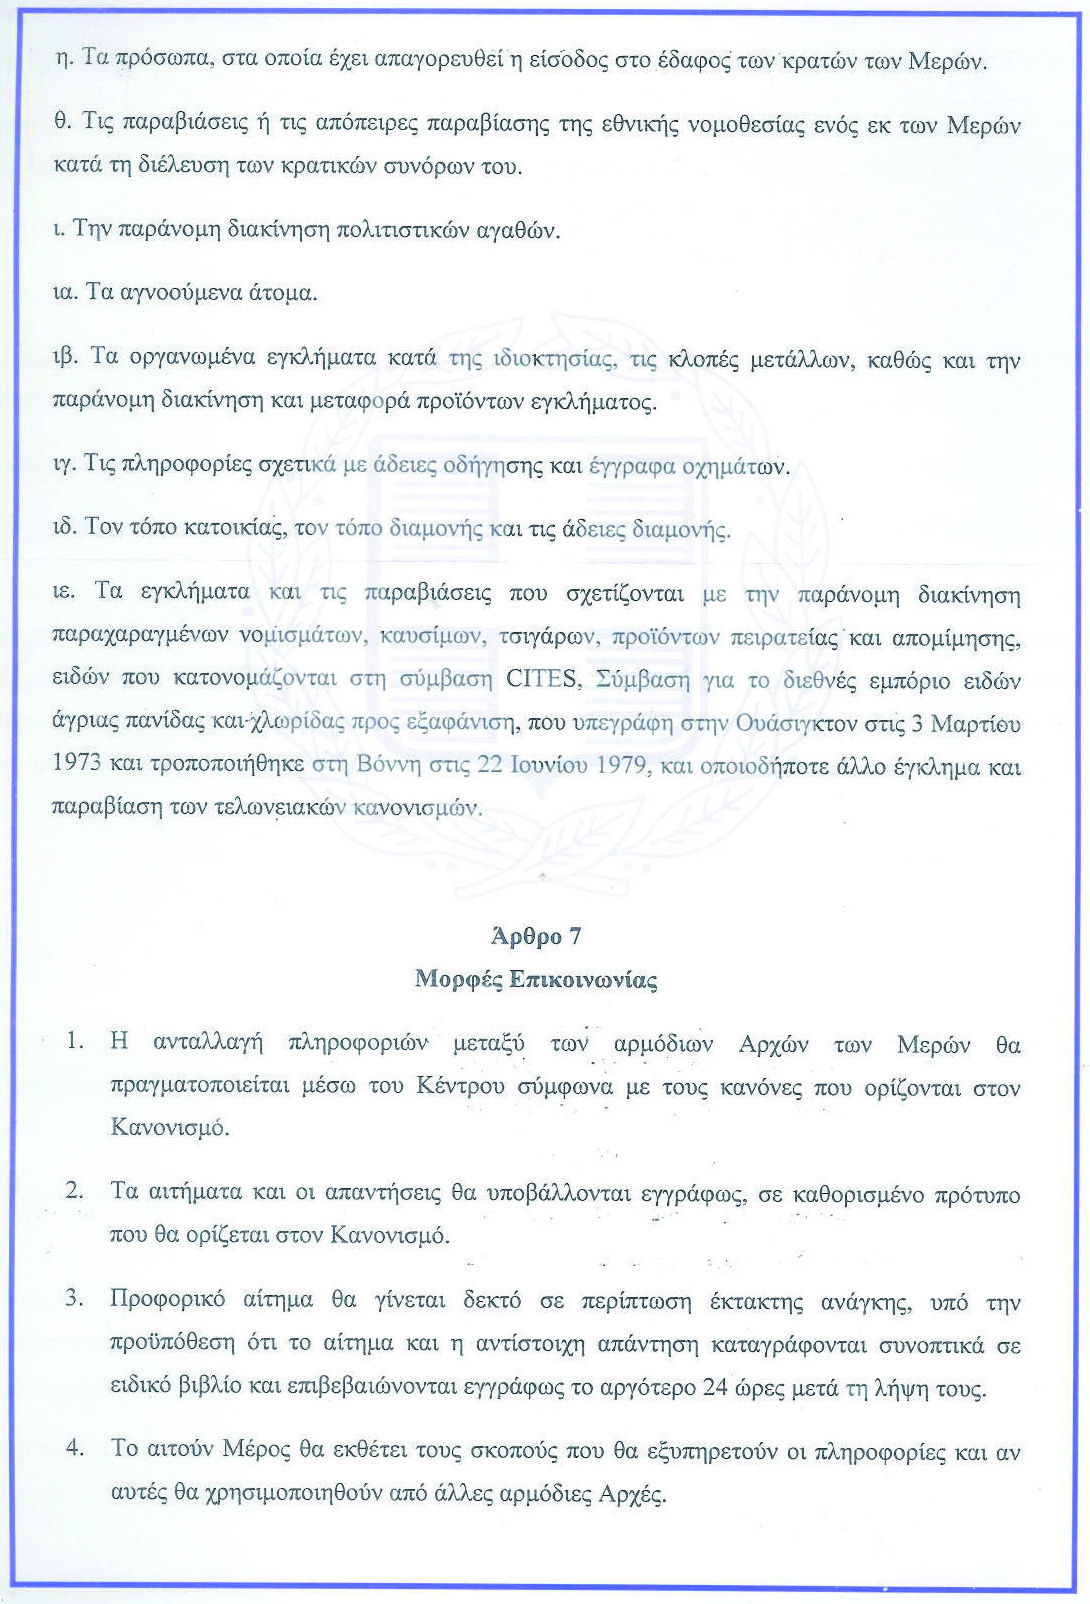 η. Τα πρόσωπα, στα οποία έχει απαγορευθεί η είσοδος στο έδαφος των κρατών των Μερών.
θ. Τις παραβιάσεις ή τις απόπειρες παραβίασης της εθνικής νομοθεσίας ενός εκ των Μερών
κατά τη διέλευση των κρατικών συνόρων του.
ι. Την παράνομη διακίνηση πολιτιστικών αγαθών.
ια. Τα αγνοούμενα άτομα.
ιβ. Τα οργανωμένα εγκλήματα κατά της ιδιοκτησίας, τις κλοπές μετάλλων, καθώς και την
παράνομη διακίνηση και μεταφορά προϊόντων εγκλήματος.
ιγ. Τις πληροφορίες σχετικά με άδειες οδήγησης και έγγραφα οχημάτων.
ιδ. Τον τόπο κατοικίας, τον τόπο διαμονής και τις άδειες διαμονής.
ιε. Τα εγκλήματα και τις παραβιάσεις που σχετίζονται με την παράνομη διακίνηση
παραχαραγμένων νομισμάτων, καυσίμων, τσιγάρων, προϊόντων πειρατείας και απομίμησης,
ειδών που κατονομάζονται στη σύμβαση CITES, Σύμβαση για το διεθνές εμπόριο ειδών
άγριας πανίδας και χλωρίδας προς εξαφάνιση, που υπεγράφη στην Ουάσιγκτον στις 3 Μαρτίου
1973 και τροποποιήθηκε στη Βόννη στις 22 Ιουνίου 1979, και οποιοδήποτε άλλο έγκλημα και
παραβίαση των τελωνειακών κανονισμών.
Άρθρο 7
Μορφές Επικοινωνίας
1. Η ανταλλαγή πληροφοριών μεταξύ των αρμόδιων Αρχών των Μερών θα
πραγματοποιείται μέσω του Κέντρου σύμφωνα με τους κανόνες που ορίζονται στον
Κανονισμό.
2. Τα αιτήματα και οι απαντήσεις θα υποβάλλονται εγγράφως, σε καθορισμένο πρότυπο
που θα ορίζεται στον Κανονισμό.
3. Προφορικό αίτημα θα γίνεται δεκτό σε περίπτωση έκτακτης ανάγκης, υπό την
προϋπόθεση ότι το αίτημα και η αντίστοιχη απάντηση καταγράφονται συνοπτικά σε
ειδικό βιβλίο και επιβεβαιώνονται εγγράφως το αργότερο 24 ώρες μετά τη λήψη τους.
4. Το αιτούν Μέρος θα εκθέτει τους σκοπούς που θα εξυπηρετούν οι πληροφορίες και αν
αυτές θα χρησιμοποιηθούν από άλλες αρμόδιες Αρχές.